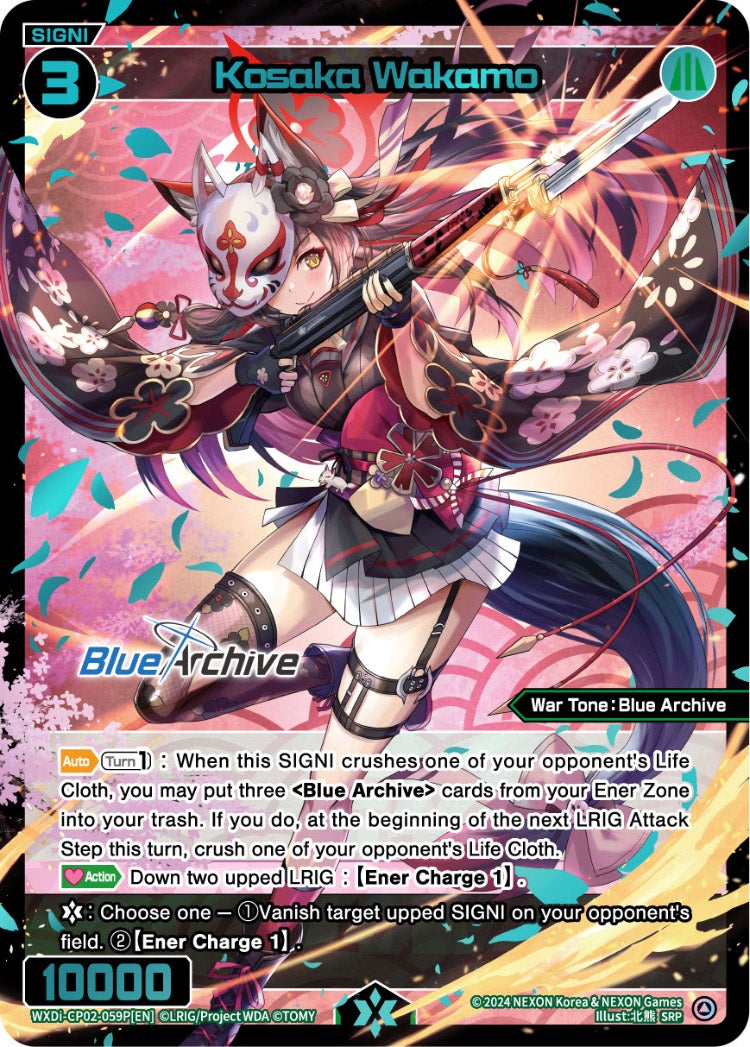 SIGNI
3
Kosaka Wakamo
Blue Archive
War Tone:Blue Archive
Auto Turn 1 : When this SIGNI crushes one of your opponent's Life
Cloth, you may put three <Blue Archive> cards from your Ener Zone
into your trash. If you do, at the beginning of the next LRIG Attack
Step this turn, crush one of your opponent's Life Cloth.
Action Down two upped LRIG : 【Ener Charge 1】.
: Choose one — ①Vanish target upped SIGNI on your opponent's
field. ②【Ener Charge 1】.
10000
WXDi-CP02-059P[EN] ©LRIG/Project WDA ©TOMY
©2024 NEXON Korea & NEXON Games
Illust:北熊 SRP